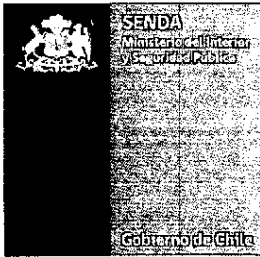 SENDA
Ministerio del Interior
y Seguridad Pública
Gobierno de Chile